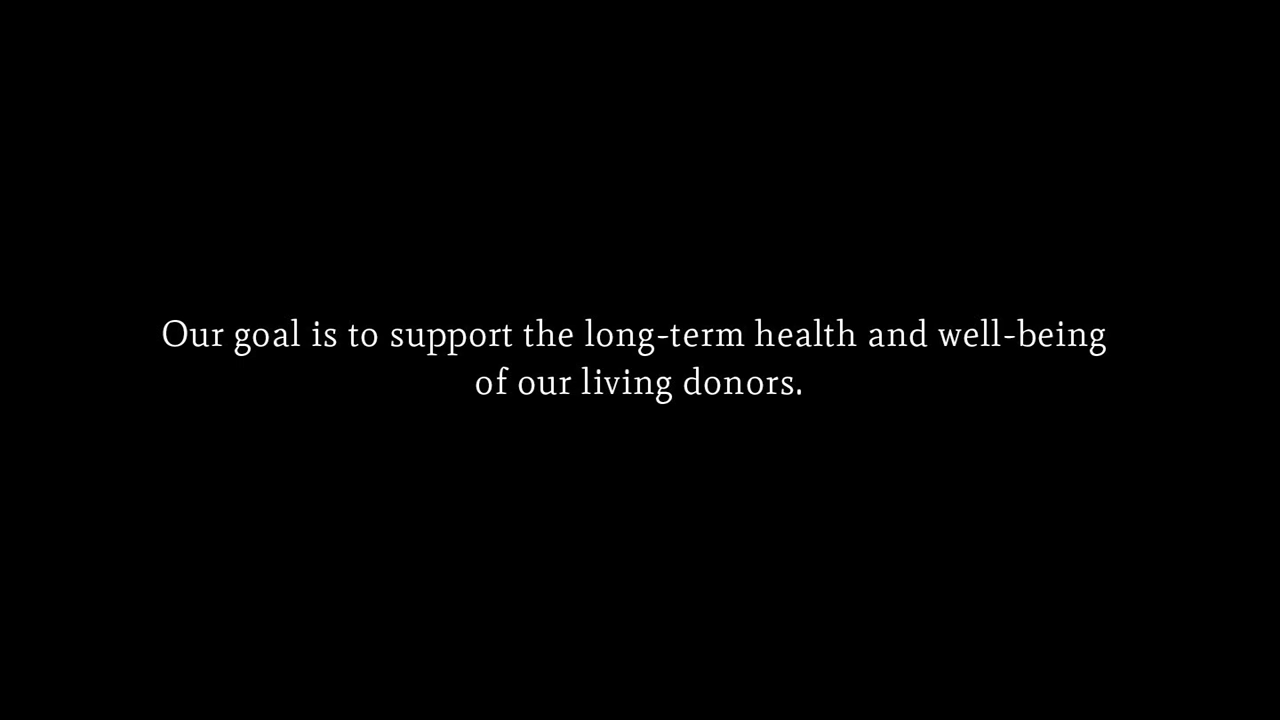 Our goal is to support the long-term health and well-being
of our living donors.